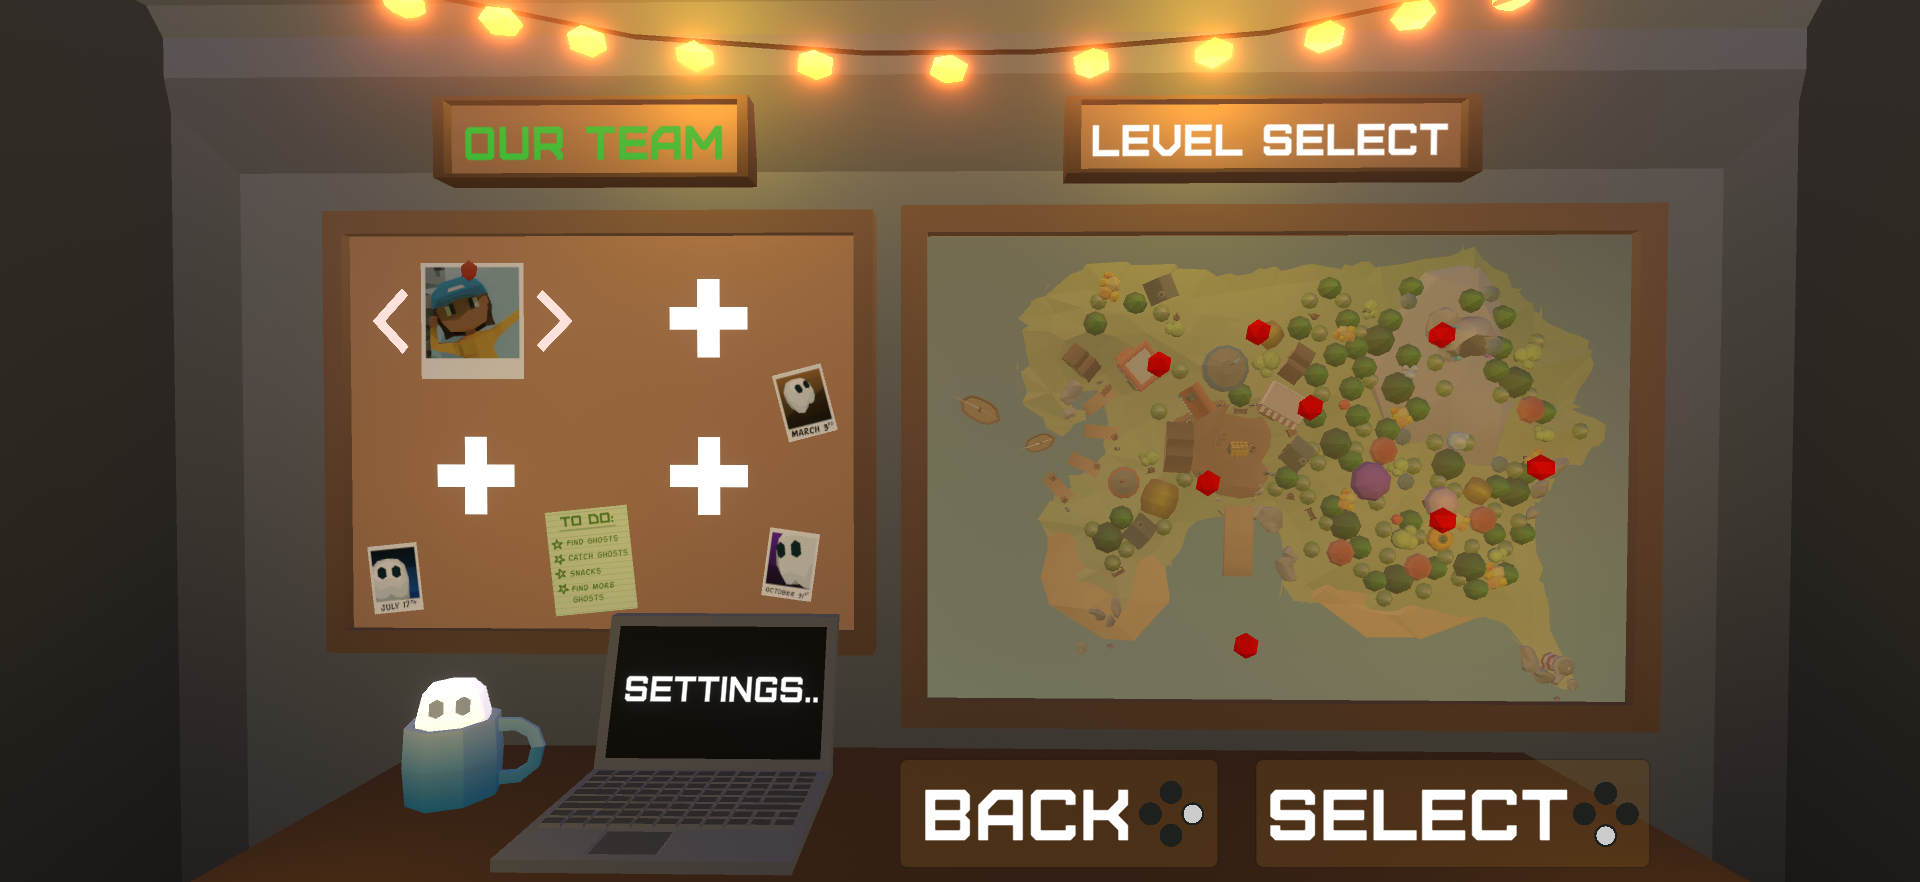 OUR TEAM
LEVEL SELECT
MARCH 3RD
TO DO:
FIND GHOSTS
CATCH GHOSTS
SNACKS
FIND MORE
GHOSTS
JULY 17TH
OCTOBER 31ST
SETTINGS..
BACK
SELECT